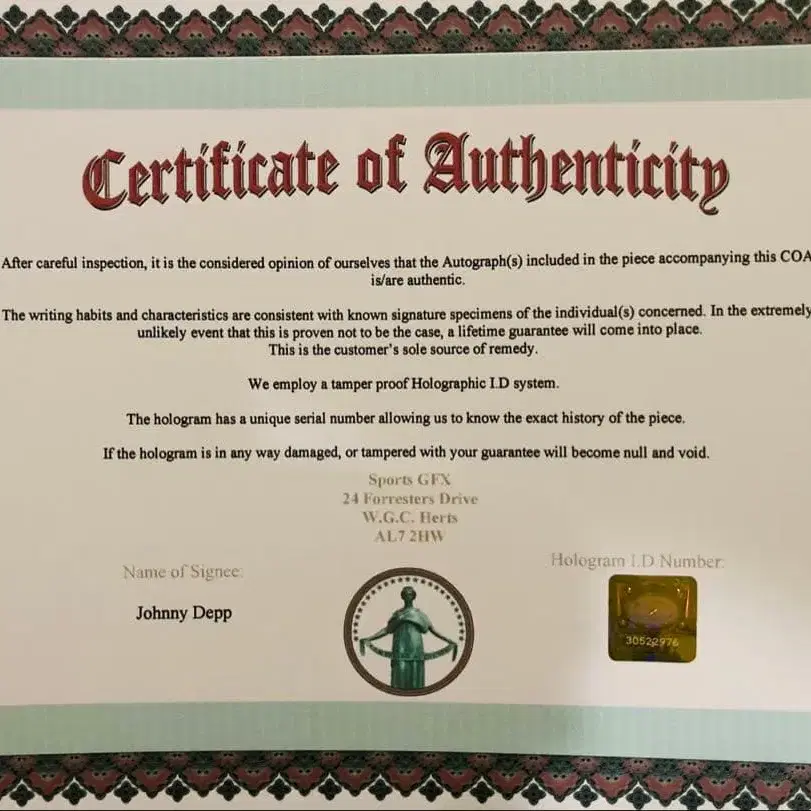 Certificate of Authenticity
After careful inspection, it is the considered opinion of ourselves that the Autograph(s) included in the piece accompanying this COA
is/are authentic.
The writing habits and characteristics are consistent with known signature specimens of the individual(s) concerned. In the extremely
unlikely event that this is proven not to be the case, a lifetime guarantee will come into place.
This is the customer's sole source of remedy.
We employ a tamper proof Holographic I.D system.
The hologram has a unique serial number allowing us to know the exact history of the piece.
If the hologram is in any way damaged, or tampered with your guarantee will become null and void.
Sports GFX
24 Forresters Drive
W.G.C. Herts
AL7 2HW
Name of Signee:
Hologram I.D Number:
Johnny Depp
30522976